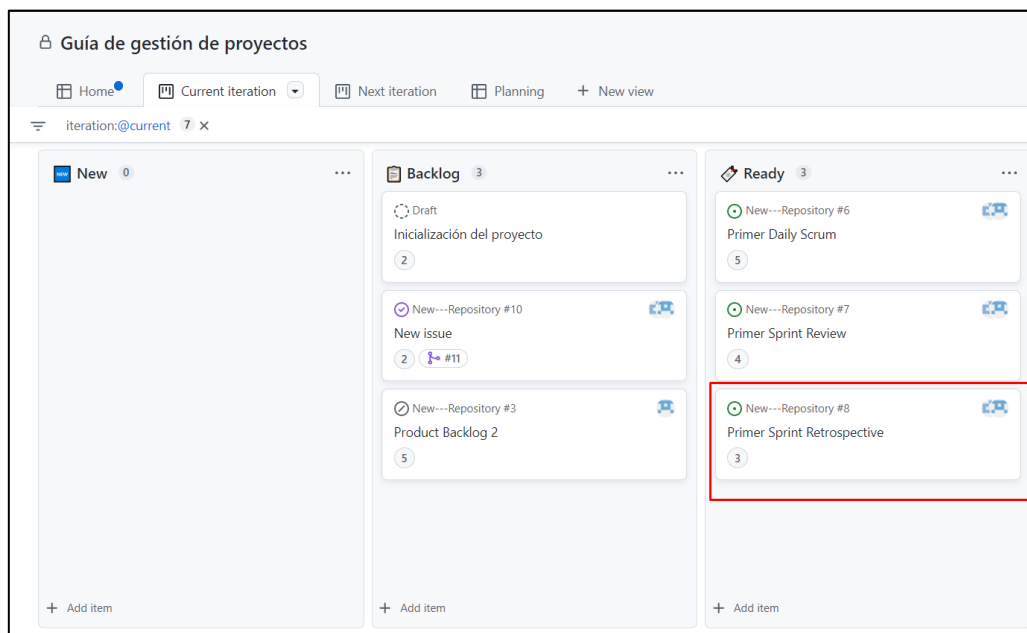 Guía de gestión de proyectos
Home
Current iteration
Next iteration
Planning
New view
iteration:@current 7
NEW New 0
Backlog 3
Draft
Inicialización del proyecto
2
New---Repository #10
New issue
2 #11
New---Repository #3
Product Backlog 2
5
Ready 3
New---Repository #6
Primer Daily Scrum
5
New---Repository #7
Primer Sprint Review
4
New---Repository #8
Primer Sprint Retrospective
3
Add item
Add item
Add item